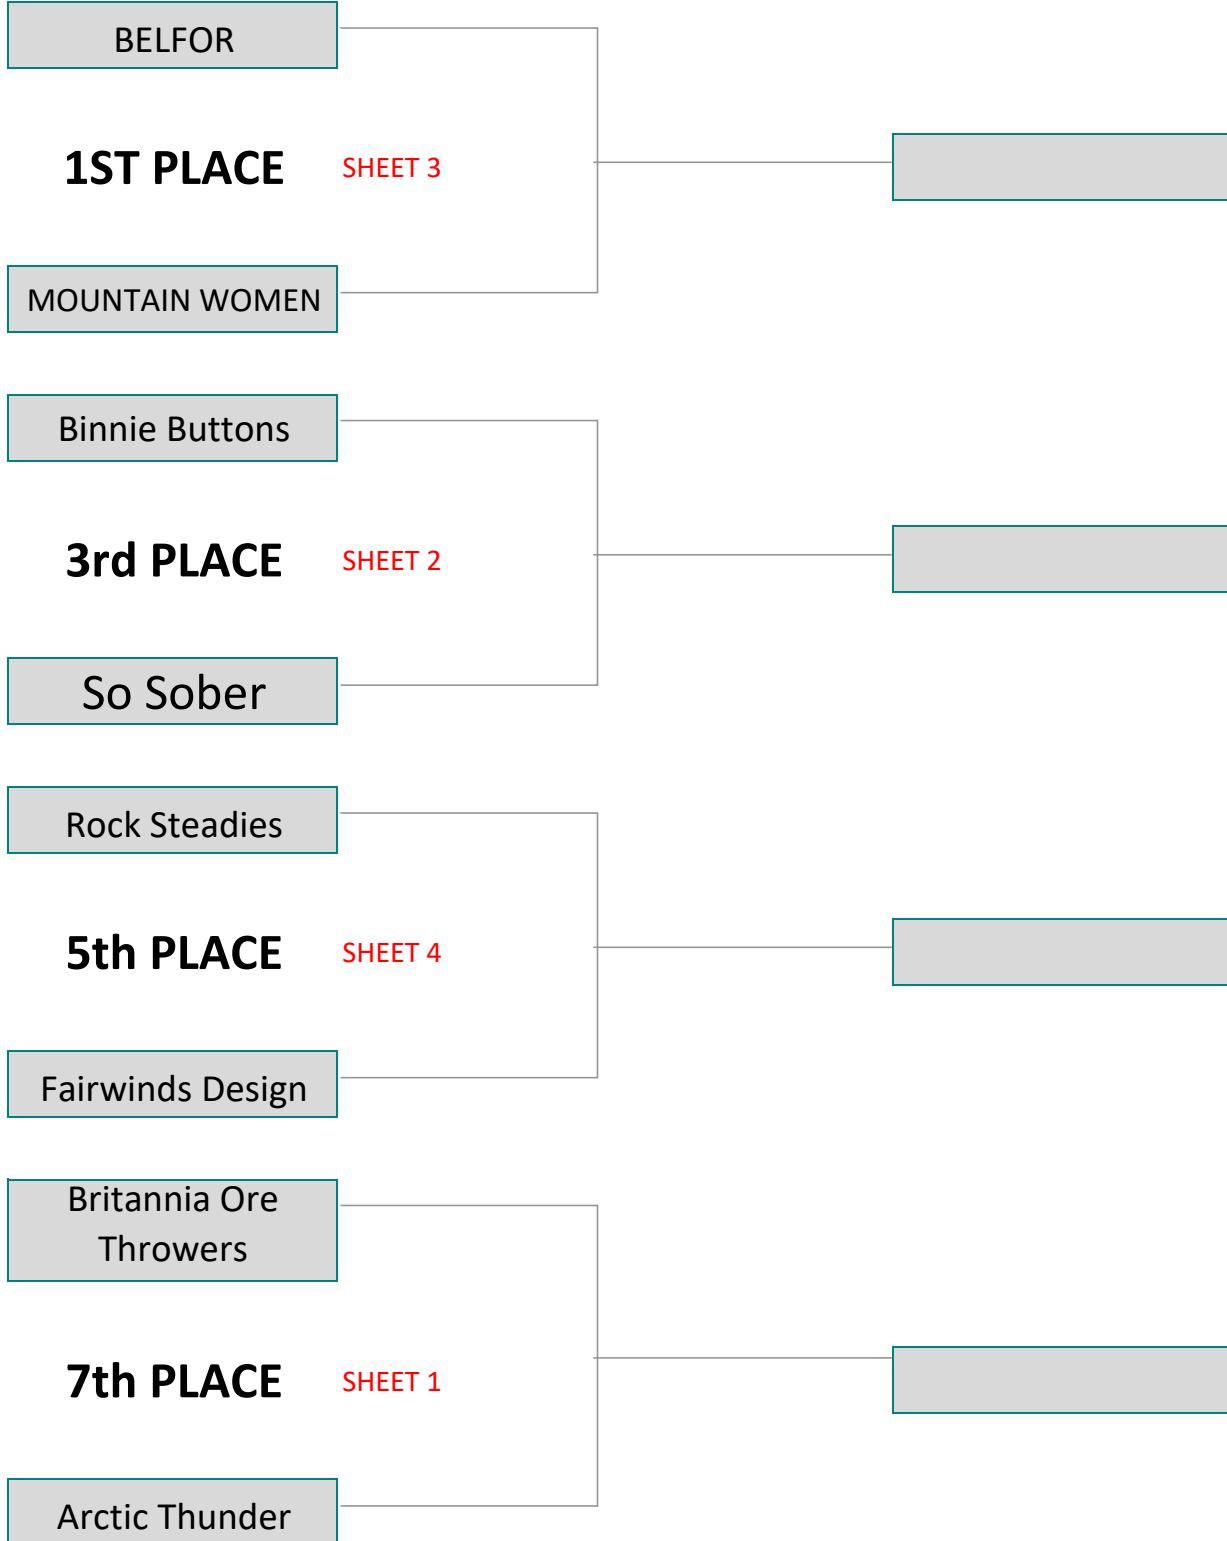 BELFOR
1ST PLACE SHEET 3
MOUNTAIN WOMEN
Binnie Buttons
3rd PLACE SHEET 2
So Sober
Rock Steadies
5th PLACE SHEET 4
Fairwinds Design
Britannia Ore
Throwers
7th PLACE SHEET 1
Arctic Thunder